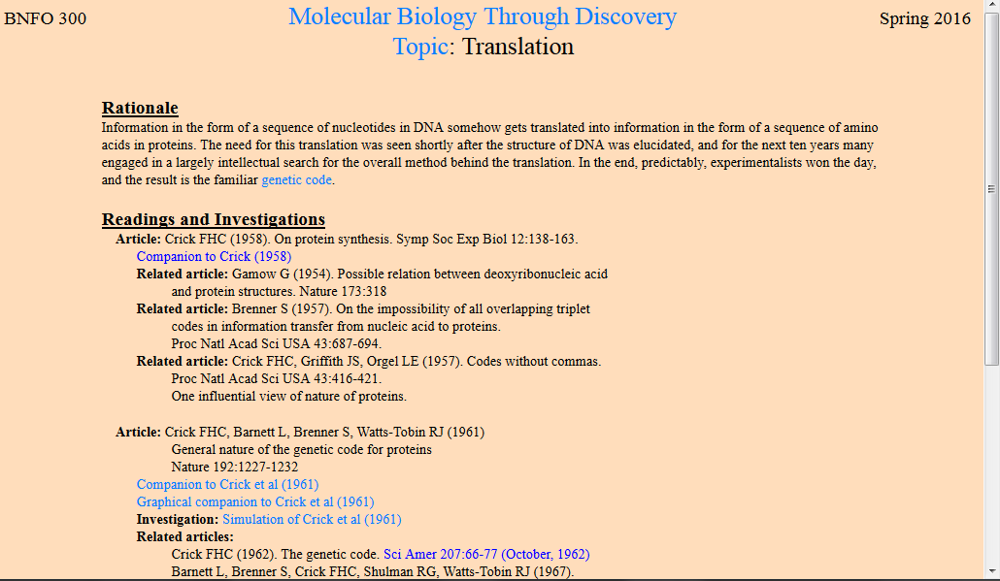 BNFO 300
Molecular Biology Through Discovery
Spring 2016
Topic: Translation
Rationale
Information in the form of a sequence of nucleotides in DNA somehow gets translated into information in the form of a sequence of amino
acids in proteins. The need for this translation was seen shortly after the structure of DNA was elucidated, and for the next ten years many
engaged in a largely intellectual search for the overall method behind the translation. In the end, predictably, experimentalists won the day,
and the result is the familiar genetic code.
Readings and Investigations
Article: Crick FHC (1958). On protein synthesis. Symp Soc Exp Biol 12:138-163.
Companion to Crick (1958)
Related article: Gamow G (1954). Possible relation between deoxyribonucleic acid
and protein structures. Nature 173:318
Related article: Brenner S (1957). On the impossibility of all overlapping triplet
codes in information transfer from nucleic acid to proteins.
Proc Natl Acad Sci USA 43:687-694.
Related article: Crick FHC, Griffith JS, Orgel LE (1957). Codes without commas.
Proc Natl Acad Sci USA 43:416-421.
One influential view of nature of proteins.
Article: Crick FHC, Barnett L, Brenner S, Watts-Tobin RJ (1961)
General nature of the genetic code for proteins
Nature 192:1227-1232
Companion to Crick et al (1961)
Graphical companion to Crick et al (1961)
Investigation: Simulation of Crick et al (1961)
Related articles:
Crick FHC (1962). The genetic code. Sci Amer 207:66-77 (October, 1962)
Barnett L, Brenner S, Crick FHC, Shulman RG, Watts-Tobin RJ (1967).